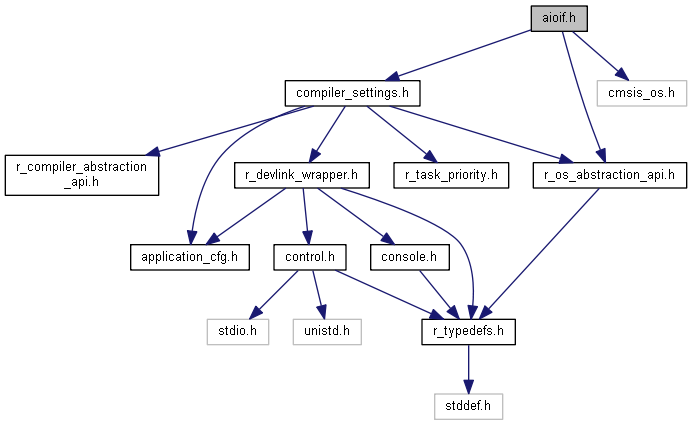 aioif.h
compiler_settings.h
cmsis_os.h
r_compiler_abstraction
_api.h
r_devlink_wrapper.h
r_task_priority.h
r_os_abstraction_api.h
application_cfg.h
control.h
console.h
stdio.h
unistd.h
r_typedefs.h
stddef.h